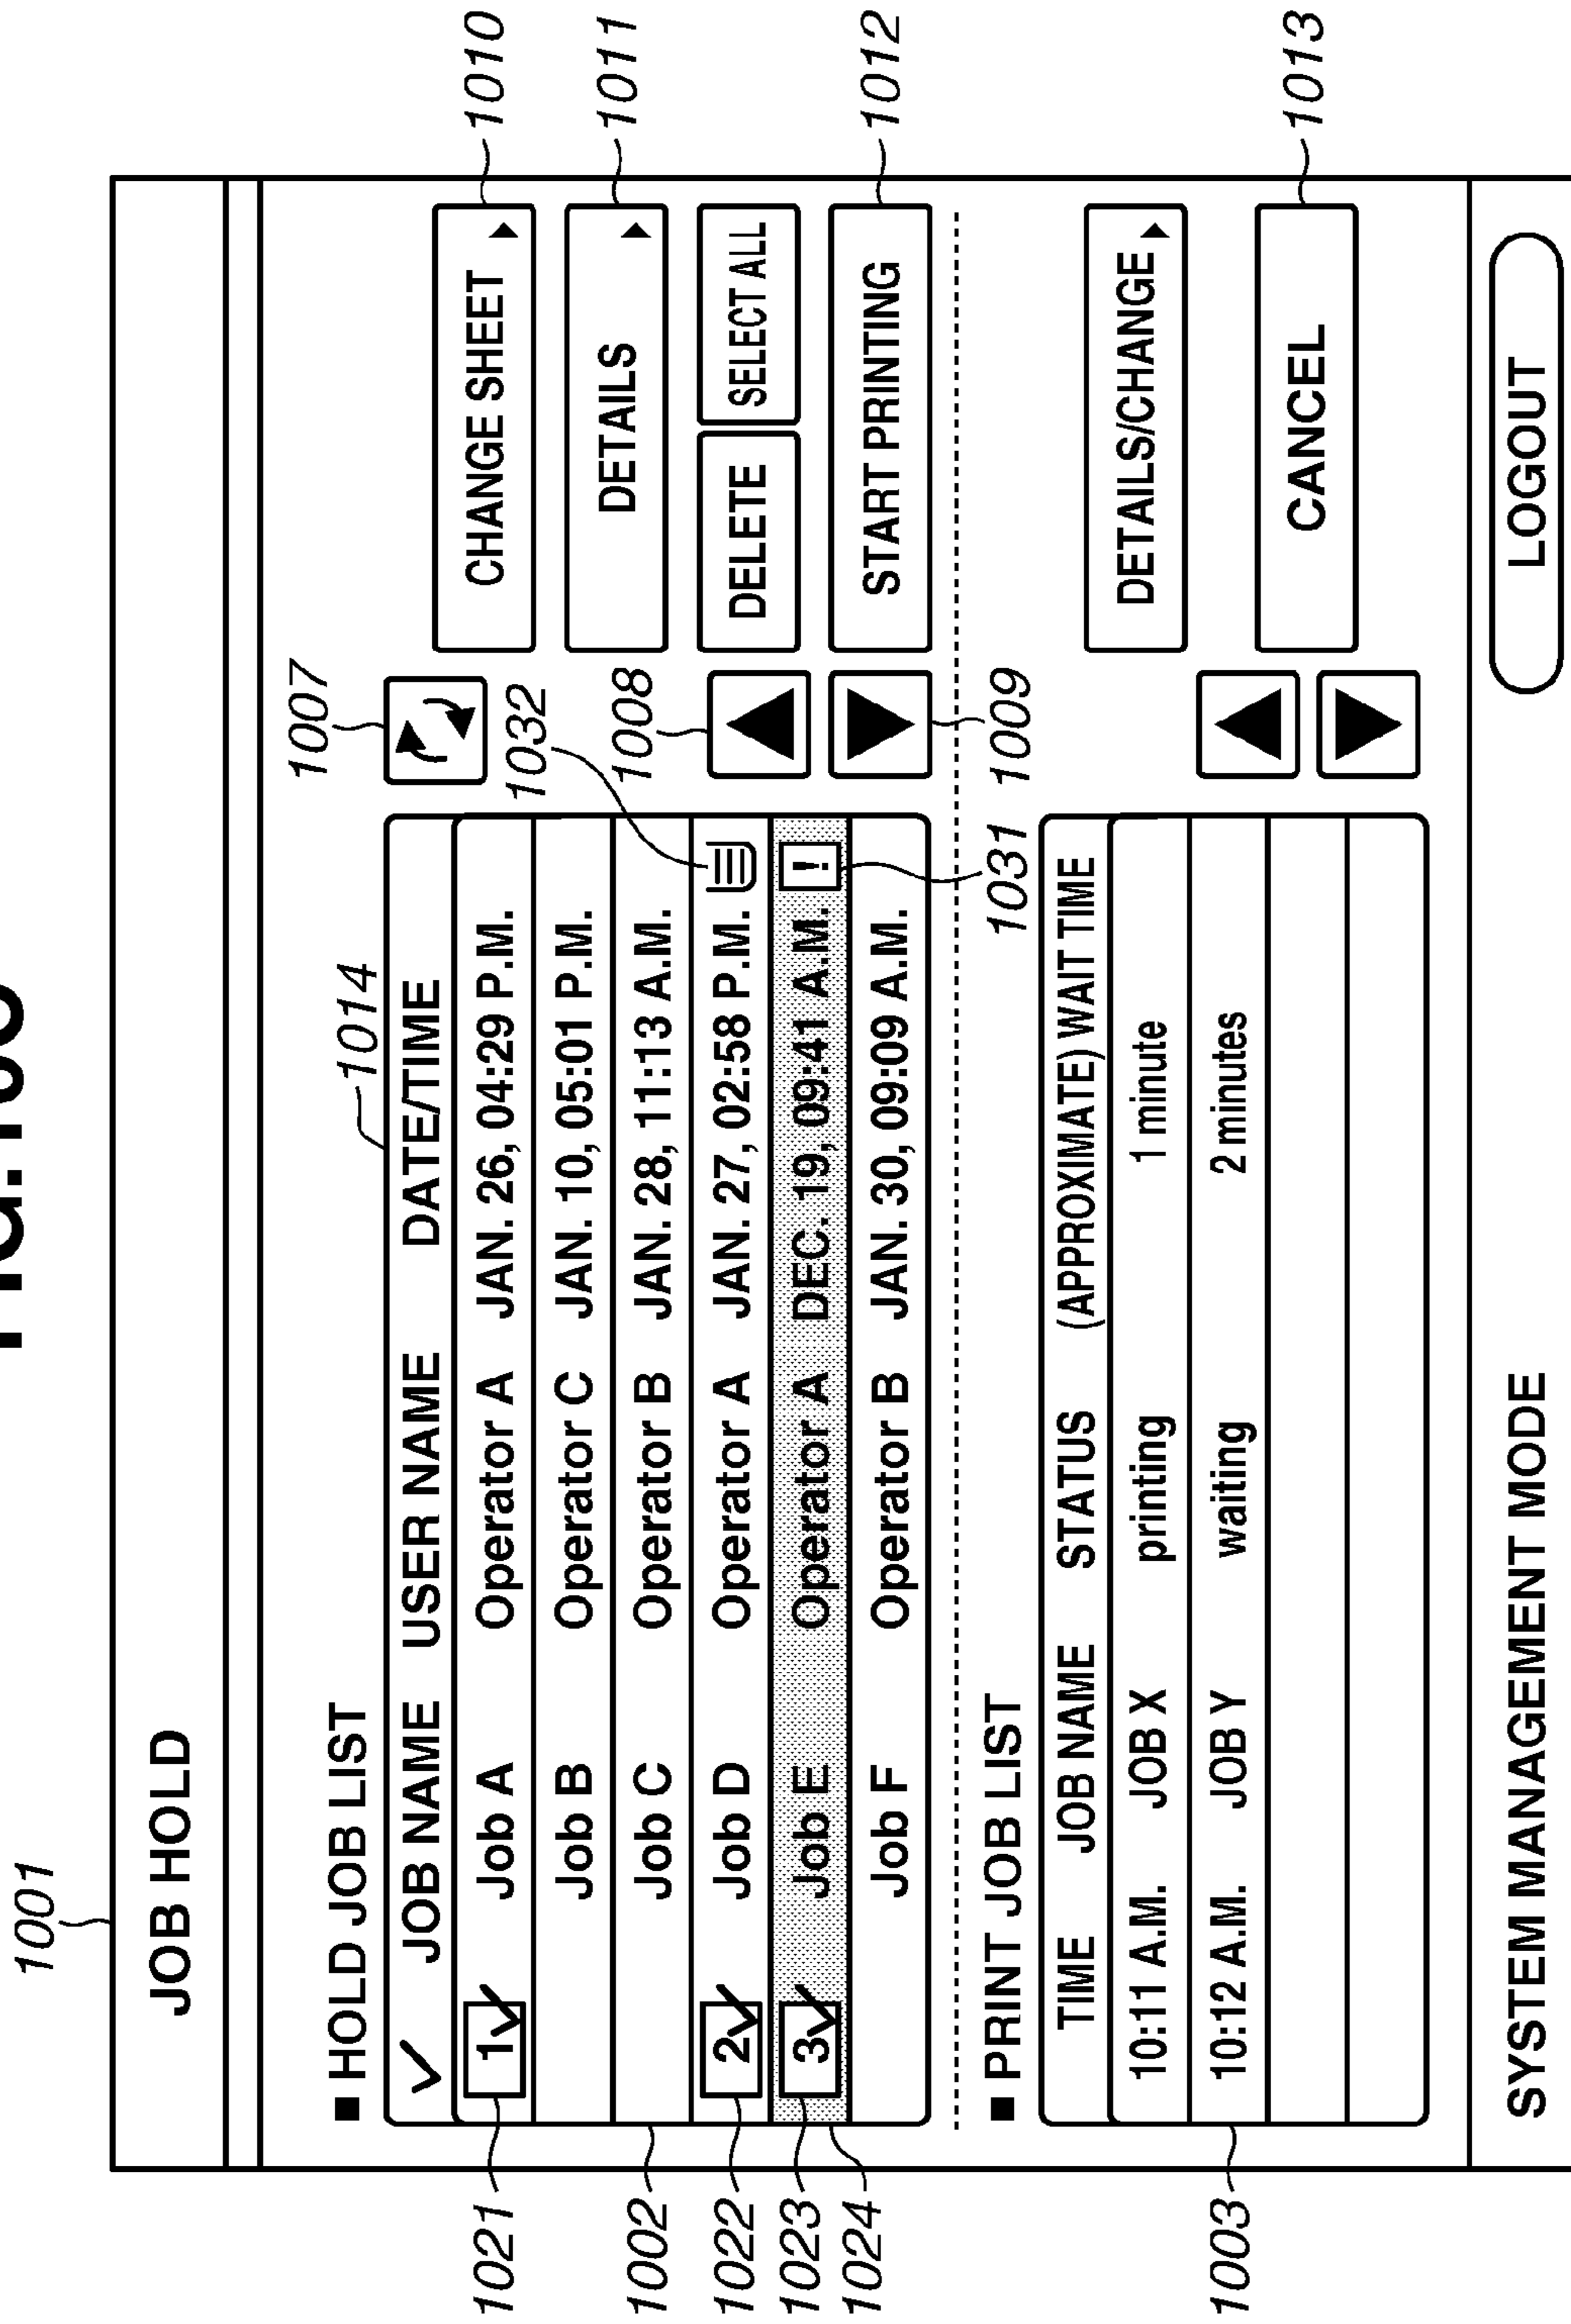 1001
JOB HOLD
■ HOLD JOB LIST
1014
1007
✓ JOB NAME USER NAME DATE/TIME
1021 1✓ Job A Operator A JAN. 26, 04:29 P.M. CHANGE SHEET 1010
1032
Job B Operator C JAN. 10, 05:01 P.M. DETAILS 1011
1002 Job C Operator B JAN. 28, 11:13 A.M. 1008
1022 2✓ Job D Operator A JAN. 27, 02:58 P.M. DELETE SELECT ALL
1023 3✓ Job E Operator A DEC. 19, 09:41 A.M. !
1024
Job F Operator B JAN. 30, 09:09 A.M. START PRINTING 1012
1031 1009
■ PRINT JOB LIST
TIME JOB NAME STATUS (APPROXIMATE) WAIT TIME
10:11 A.M. JOB X printing 1 minute DETAILS/CHANGE
1003 10:12 A.M. JOB Y waiting 2 minutes
CANCEL 1013
SYSTEM MANAGEMENT MODE LOGOUT